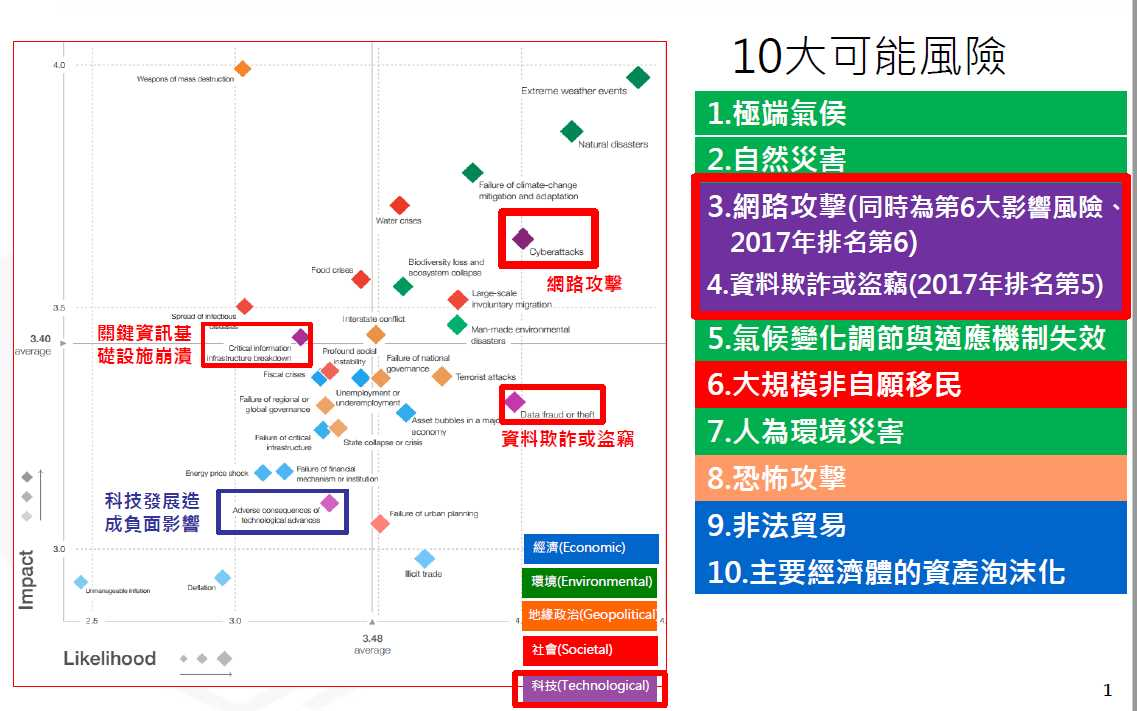 10大可能風險
4.0
Weapons of mass destruction
Extreme weather events
Natural disasters
Failure of climate-change
mitigation and adaptation
Water crises
Cyberattacks
網路攻擊
Food crises
Biodiversity loss and
ecosystem collapse
Large-scale
involuntary migration
3.5
Spread of infectious
diseases
Interstate conflict
Man-made environmental
disasters
3.40
average
關鍵資訊基
礎設施崩潰
Critical information
infrastructure breakdown
Profound social
instability
Failure of national
governance
Fiscal crises
Terrorist attacks
Unemployment or
underemployment
Failure of regional or
global governance
Data fraud or theft
資料欺詐或盜竊
Asset bubbles in a major
economy
Failure of critical
infrastructure
State collapse or crisis
Energy price shock
Failure of financial
mechanism or institution
科技發展造
成負面影響
Adverse consequences of
technological advances
Failure of urban planning
3.0
Illicit trade
Unmanageable inflation
Deflation
Impact
2.5
3.0
3.48
average
4.
4.
Likelihood
經濟(Economic)
環境(Environmental)
地緣政治(Geopolitical)
社會(Societal)
科技(Technological)
1.極端氣侯
2.自然災害
3.網路攻擊(同時為第6大影響風險、
2017年排名第6)
4.資料欺詐或盜竊(2017年排名第5)
5.氣候變化調節與適應機制失效
6.大規模非自願移民
7.人為環境災害
8.恐怖攻擊
9.非法貿易
10.主要經濟體的資產泡沫化
1